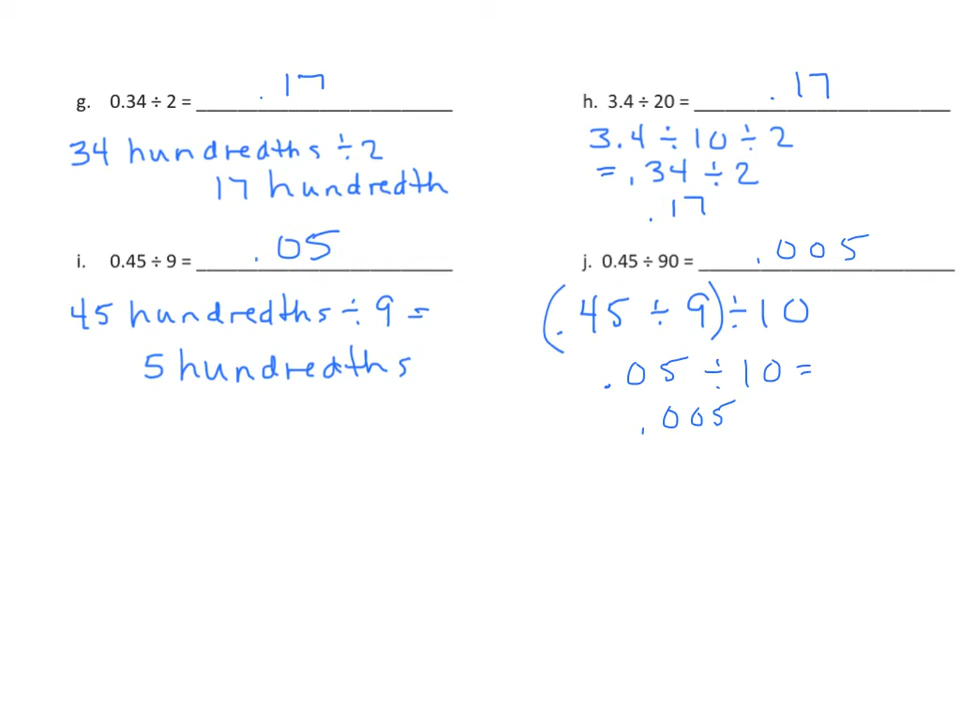 g. 0.34 ÷ 2 = .17
34 hundredths ÷ 2
17 hundredth
h. 3.4 ÷ 20 = .17
3.4 ÷ 10 ÷ 2
= .34 ÷ 2
.17
i. 0.45 ÷ 9 = .05
45 hundredths ÷ 9 =
5 hundredths
j. 0.45 ÷ 90 = .005
(.45 ÷ 9) ÷ 10
.05 ÷ 10 =
.005